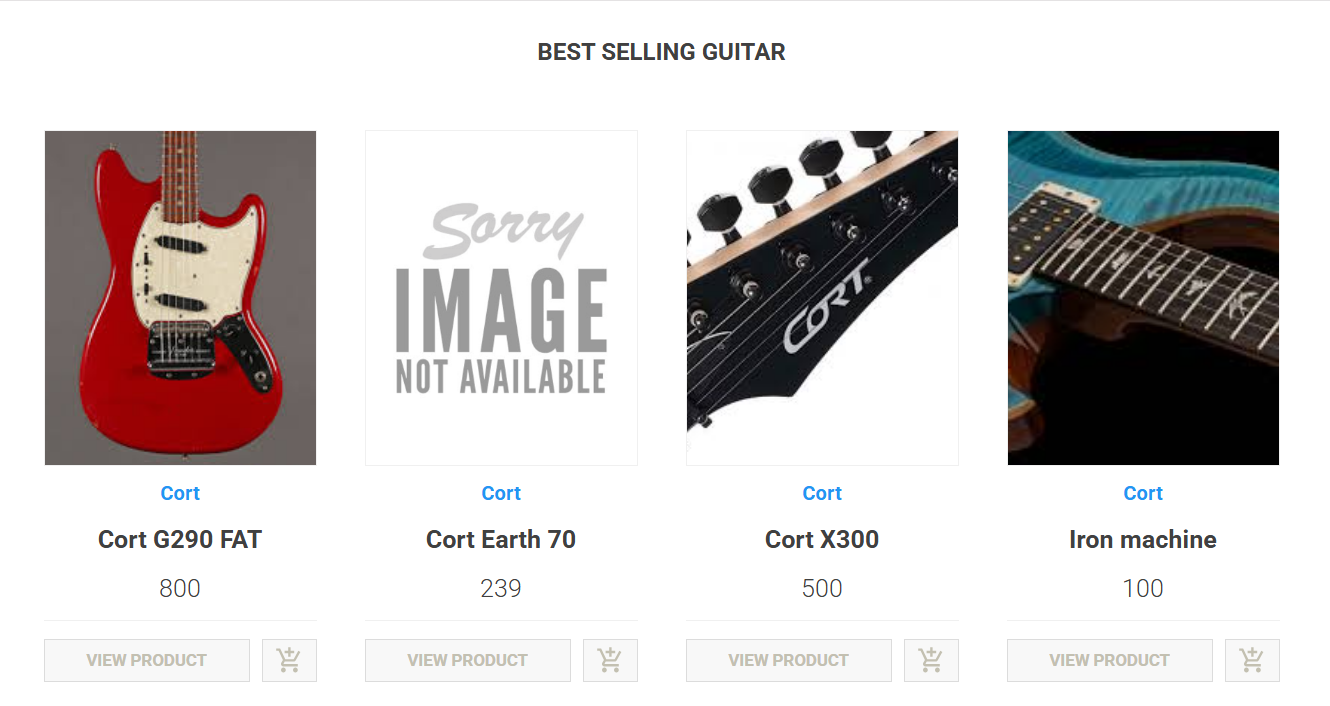 BEST SELLING GUITAR
Sorry
IMAGE
NOT AVAILABLE
CORT
Cort
Cort
Cort
Cort
Cort G290 FAT
Cort Earth 70
Cort X300
Iron machine
800
239
500
100
VIEW PRODUCT
VIEW PRODUCT
VIEW PRODUCT
VIEW PRODUCT